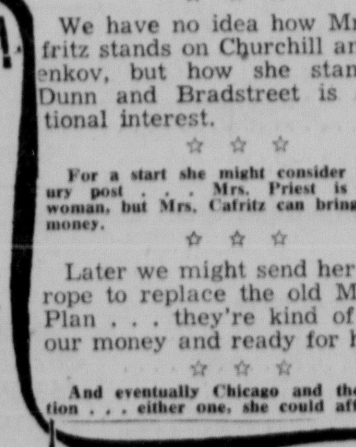 We have no idea how Mr
fritz stands on Churchill an
enkov, but how she stan
Dunn and Bradstreet is
tional interest.
☆ ☆ ☆
For a start she might consider
ury post . . . Mrs. Priest is
woman, but Mrs. Cafritz can bring
money.
☆ ☆ ☆
Later we might send her
rope to replace the old M
Plan . . . they're kind of
our money and ready for h
☆ ☆ ☆
And eventually Chicago and the
tion . . . either one, she could aff